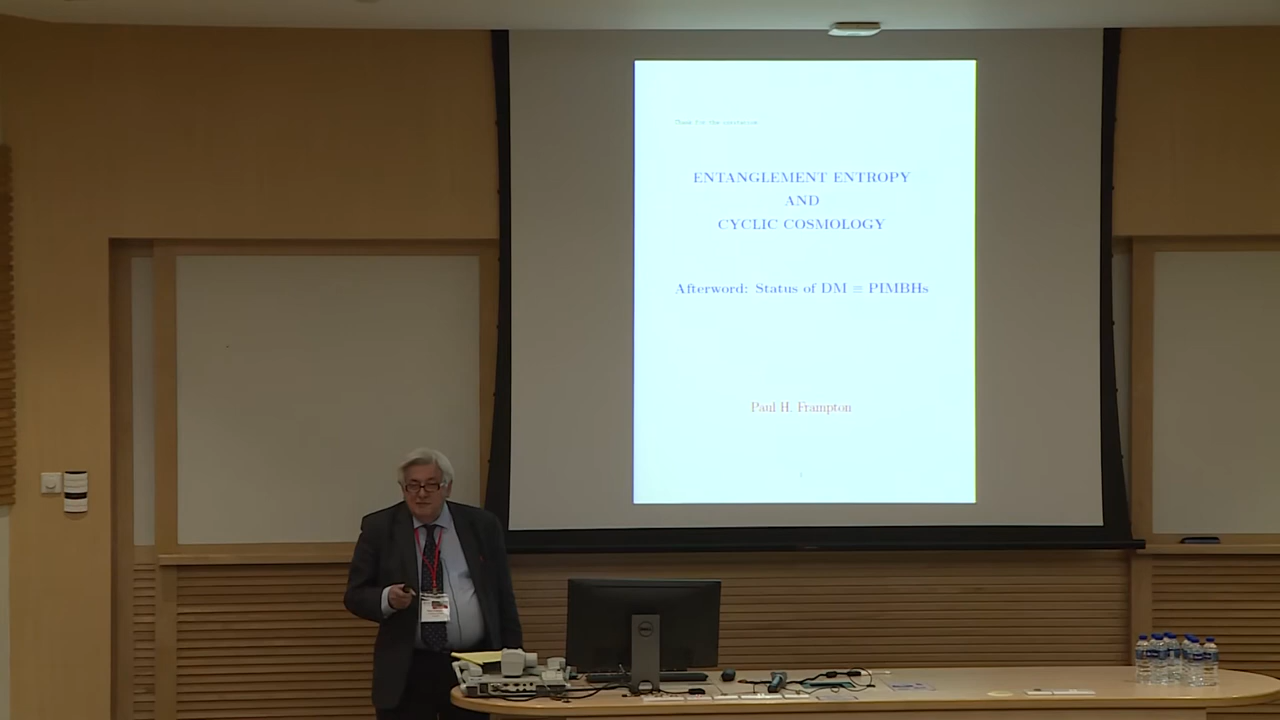 ENTANGLEMENT ENTROPY
AND
CYCLIC COSMOLOGY
Afterword: Status of DM ≡ PIMBHs
Paul H. Frampton